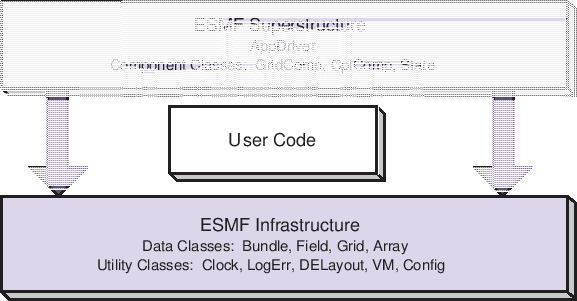 ESMF Superstructure
AppDriver
Component Classes: GridComp, CplComp, State
User Code
ESMF Infrastructure
Data Classes: Bundle, Field, Grid, Array
Utility Classes: Clock, LogErr, DELayout, VM, Config